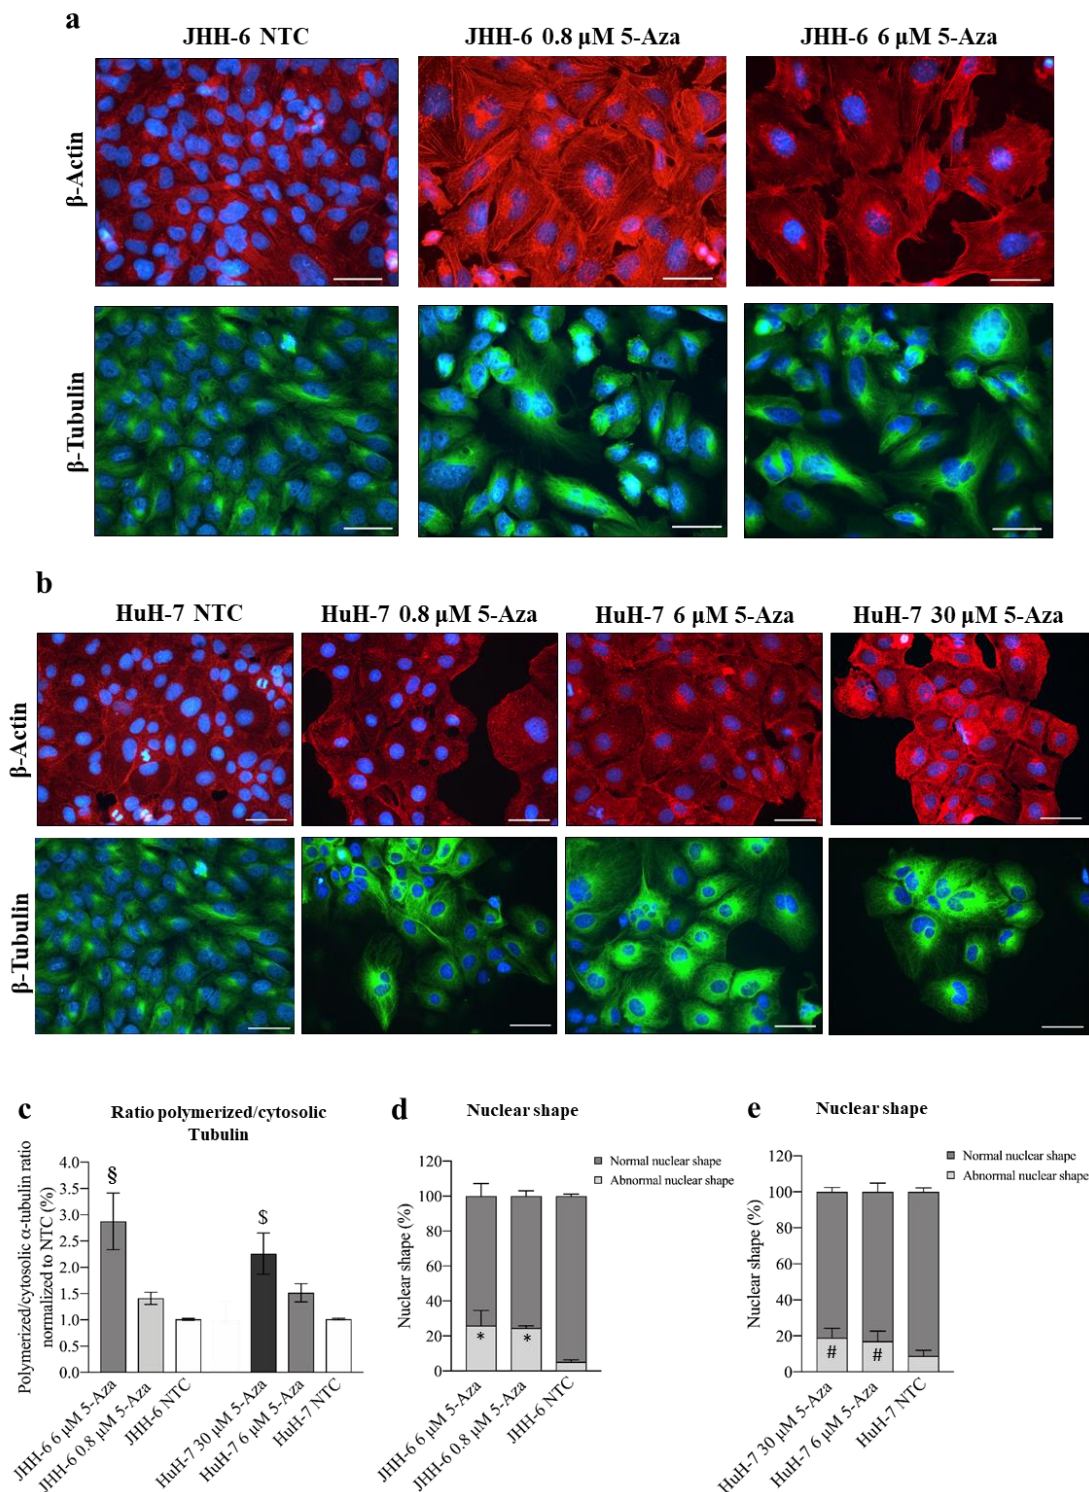 a
JHH-6 NTC
JHH-6 0.8 µM 5-Aza
JHH-6 6 µM 5-Aza
β-Actin
β-Tubulin
b
HuH-7 NTC
HuH-7 0.8 µM 5-Aza
HuH-7 6 µM 5-Aza
HuH-7 30 µM 5-Aza
β-Actin
β-Tubulin
c
Ratio polymerized/cytosolic
Tubulin
Polymerized/cytosolic α-tubulin ratio
normalized to NTC (%)
4.0
3.5
3.0
2.5
2.0
1.5
1.0
0.5
0.0
§
$
JHH-6 6 µM 5-Aza
JHH-6 0.8 µM 5-Aza
JHH-6 NTC
HuH-7 30 µM 5-Aza
HuH-7 6 µM 5-Aza
HuH-7 NTC
d
Nuclear shape
Normal nuclear shape
Abnormal nuclear shape
Nuclear shape (%)
120
100
80
60
40
20
0
*
*
JHH-6 6 µM 5-Aza
JHH-6 0.8 µM 5-Aza
JHH-6 NTC
e
Nuclear shape
Normal nuclear shape
Abnormal nuclear shape
Nuclear shape (%)
120
100
80
60
40
20
0
#
#
HuH-7 30 µM 5-Aza
HuH-7 6 µM 5-Aza
HuH-7 NTC